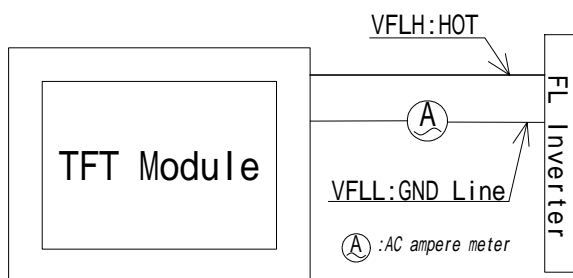 VFLH:HOT
TFT Module
A
VFLL:GND Line
FL Inverter
A :AC ampere meter